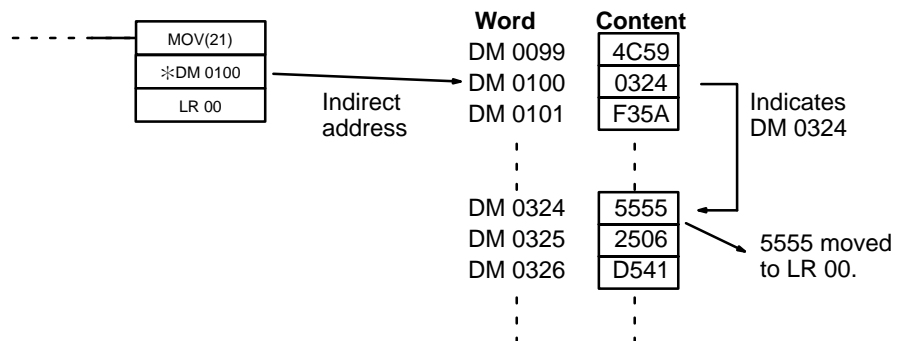 MOV(21)
✻DM 0100
LR 00
Indirect
address
Word Content
DM 0099 4C59
DM 0100 0324
DM 0101 F35A
Indicates
DM 0324
DM 0324 5555
DM 0325 2506
DM 0326 D541
5555 moved
to LR 00.